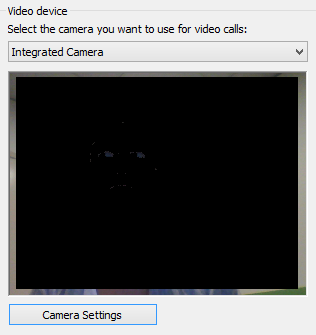 Video device
Select the camera you want to use for video calls:
Integrated Camera
Camera Settings